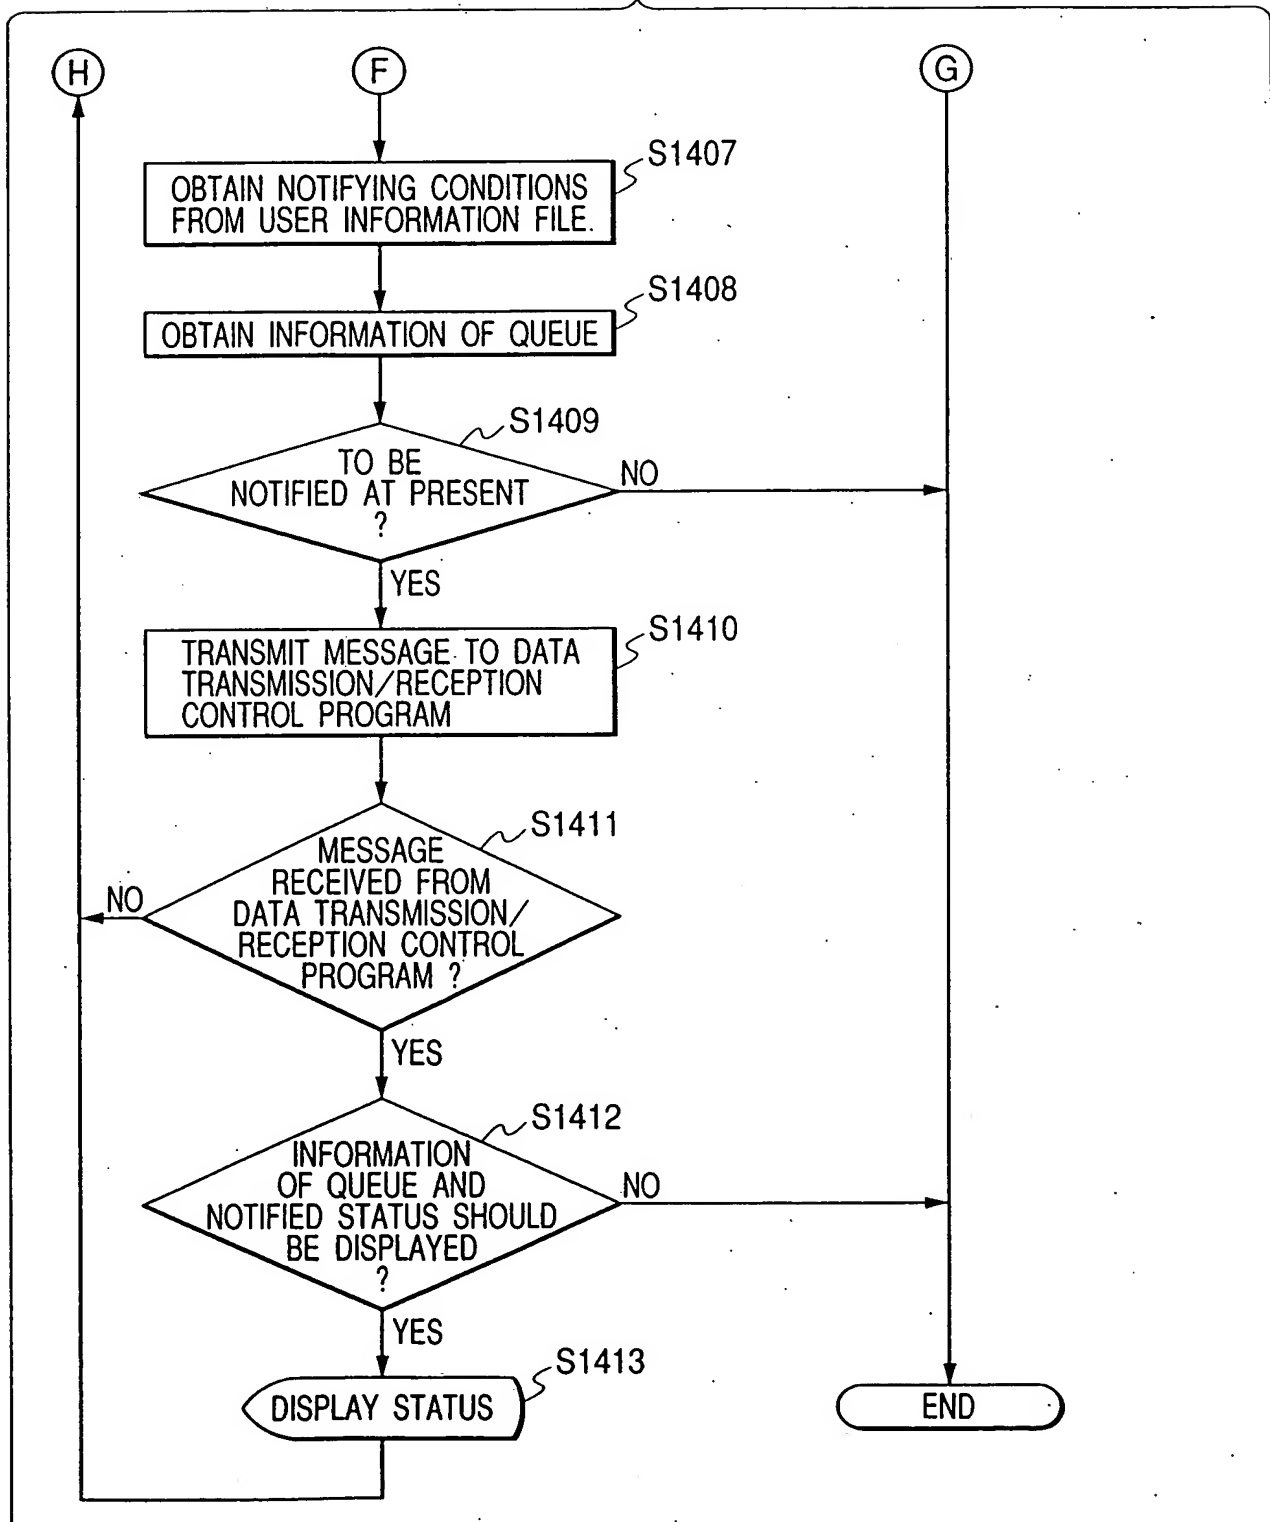 H
F
G
S1407
OBTAIN NOTIFYING CONDITIONS
FROM USER INFORMATION FILE.
S1408
OBTAIN INFORMATION OF QUEUE
S1409
TO BE
NOTIFIED AT PRESENT
?
NO
YES
S1410
TRANSMIT MESSAGE TO DATA
TRANSMISSION/RECEPTION
CONTROL PROGRAM
S1411
MESSAGE
RECEIVED FROM
DATA TRANSMISSION/
RECEPTION CONTROL
PROGRAM ?
NO
YES
S1412
INFORMATION
OF QUEUE AND
NOTIFIED STATUS SHOULD
BE DISPLAYED
?
NO
YES
S1413
DISPLAY STATUS
END